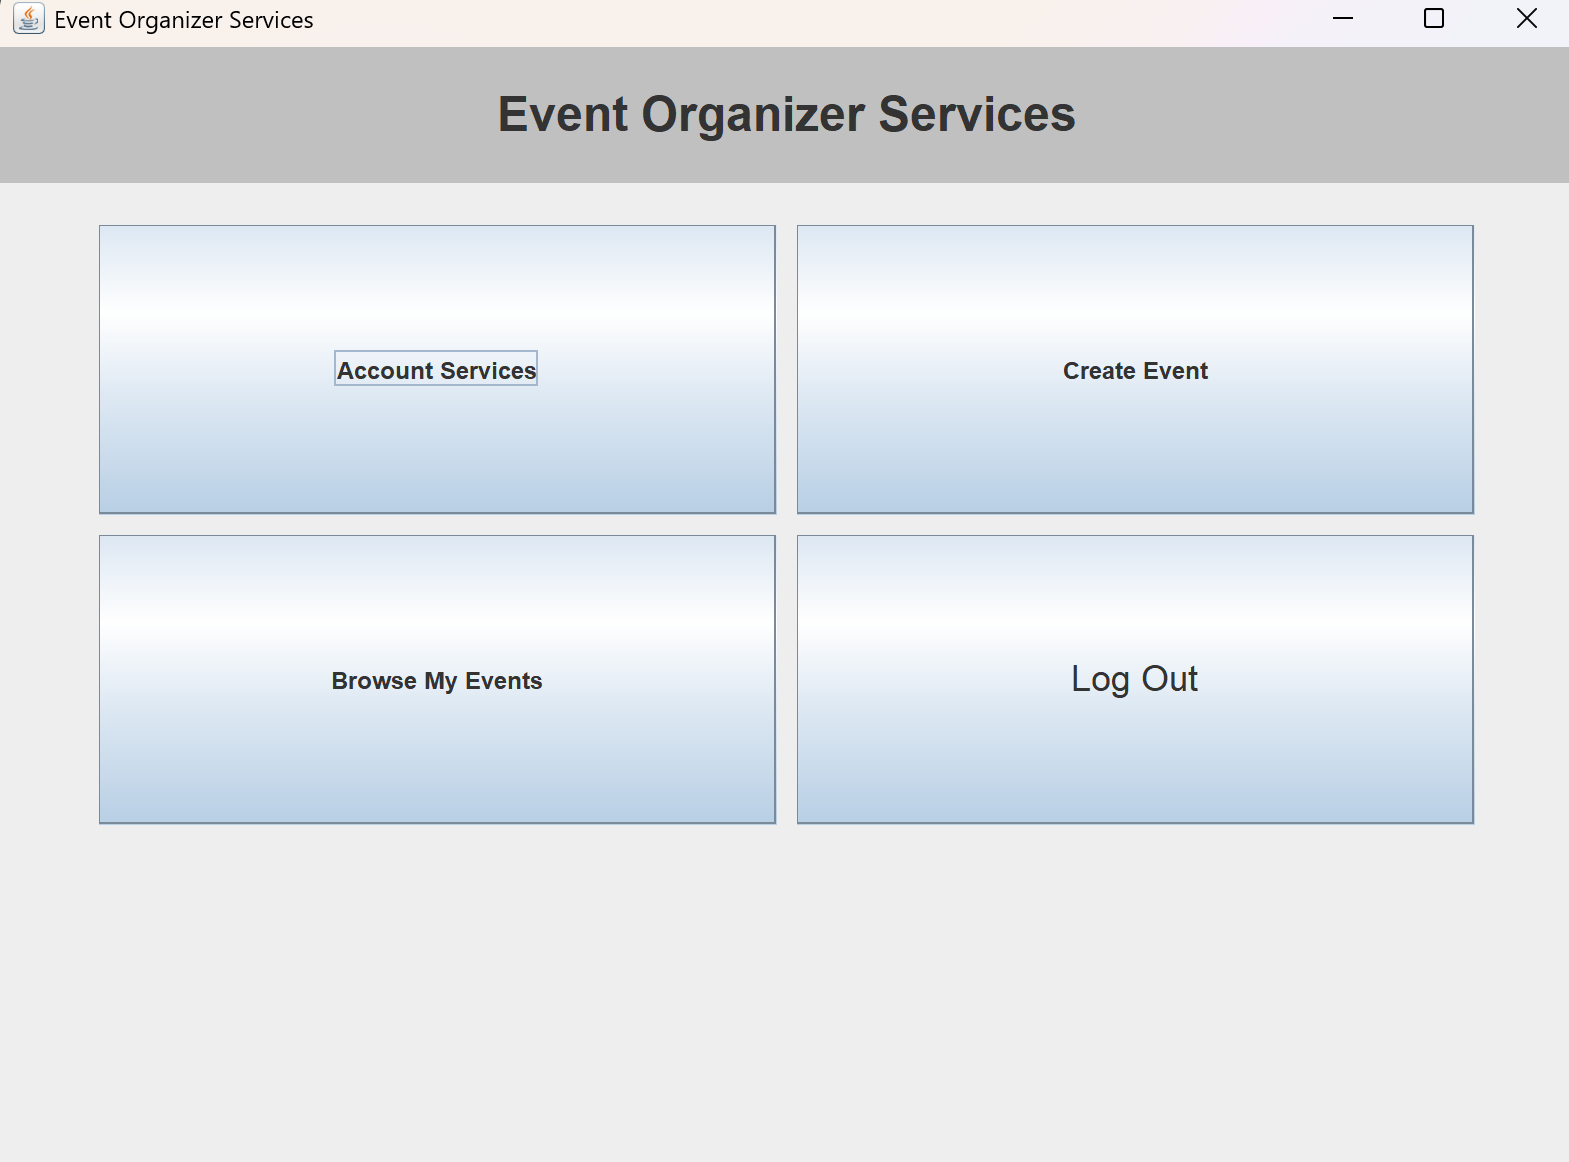 Event Organizer Services
Event Organizer Services
Account Services
Create Event
Browse My Events
Log Out